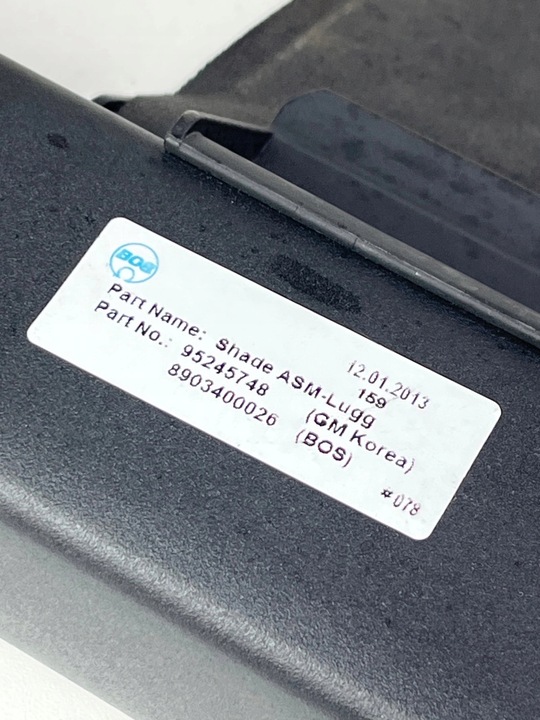 BOS
12.01.2013
159
Part Name: Shade ASM-Lugg
Part No.: 95245748 (GM Korea)
8903400026 (BOS)
#078